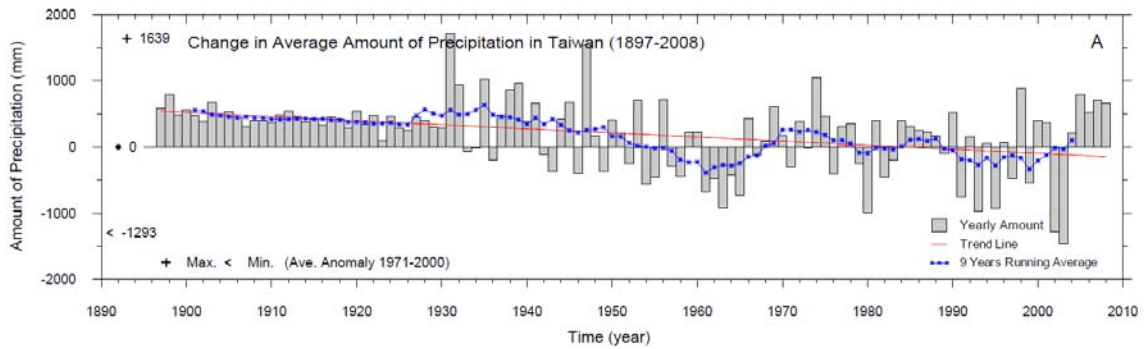 Change in Average Amount of Precipitation in Taiwan (1897-2008)
A
Amount of Precipitation (mm)
2000
1000
0
-1000
-2000
+ 1639
• 0
< -1293
+ Max. < Min. (Ave. Anomaly 1971-2000)
Yearly Amount
Trend Line
9 Years Running Average
1890 1900 1910 1920 1930 1940 1950 1960 1970 1980 1990 2000 2010
Time (year)